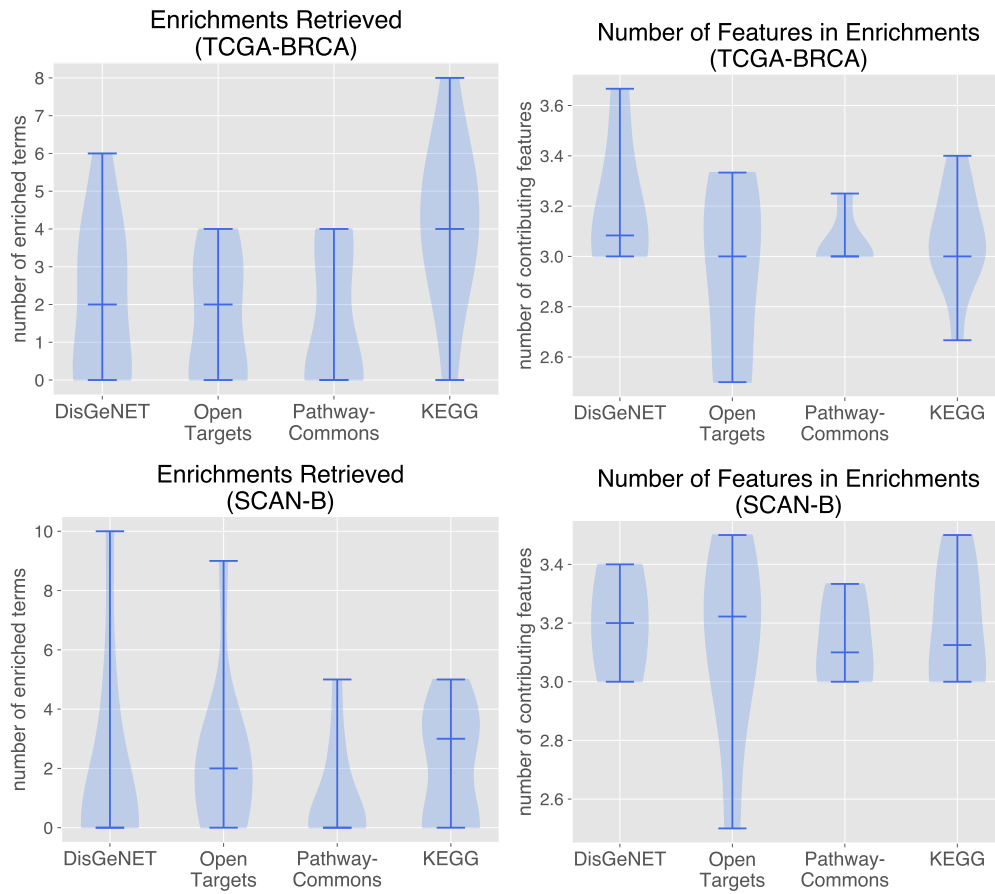 Enrichments Retrieved
(TCGA-BRCA)
number of enriched terms
8
7
6
5
4
3
2
1
0
DisGeNET
Open
Targets
Pathway-
Commons
KEGG
Number of Features in Enrichments
(TCGA-BRCA)
number of contributing features
3.6
3.4
3.2
3.0
2.8
2.6
DisGeNET
Open
Targets
Pathway-
Commons
KEGG
Enrichments Retrieved
(SCAN-B)
number of enriched terms
10
8
6
4
2
0
DisGeNET
Open
Targets
Pathway-
Commons
KEGG
Number of Features in Enrichments
(SCAN-B)
number of contributing features
3.4
3.2
3.0
2.8
2.6
DisGeNET
Open
Targets
Pathway-
Commons
KEGG